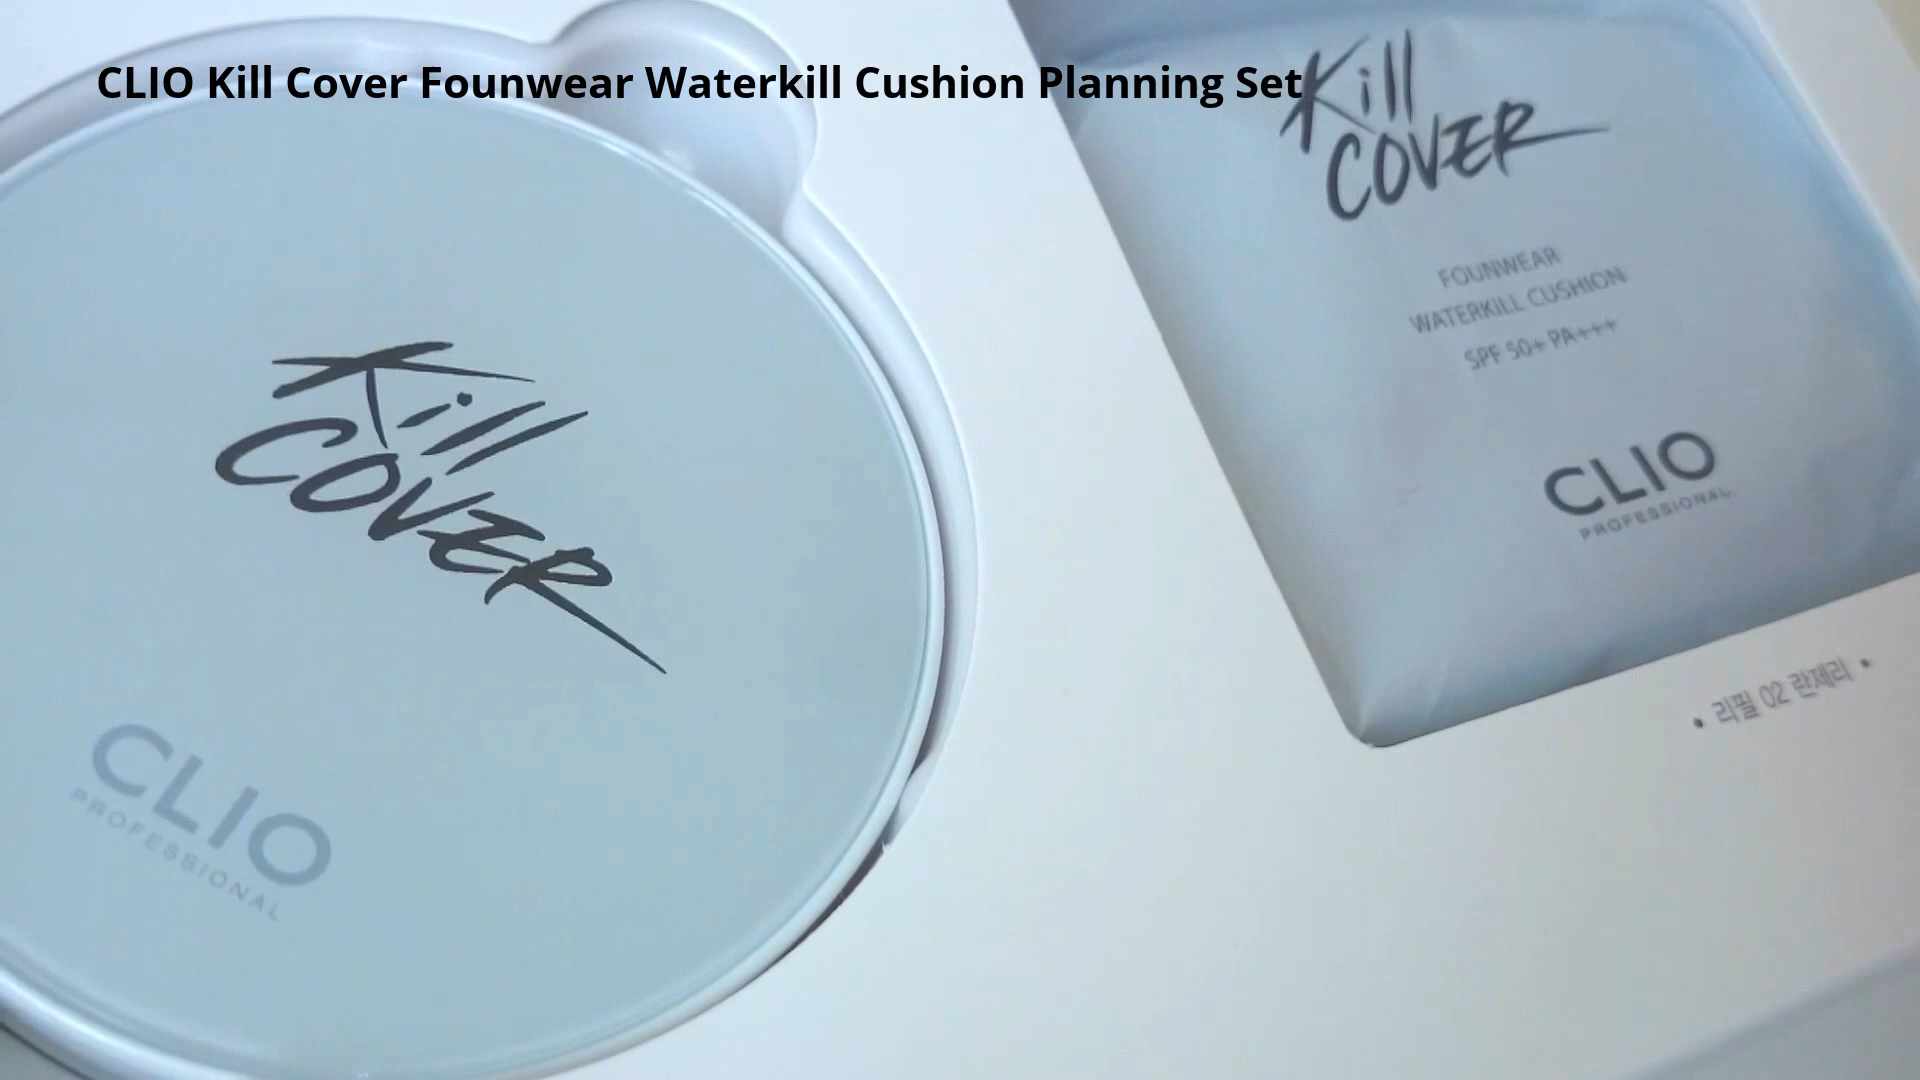 CLIO Kill Cover Founwear Waterkill Cushion Planning Set
Kill
COVER
CLIO
PROFESSIONAL
Kill
COVER
FOUNWEAR
WATERKILL CUSHION
SPF 50+ PA+++
CLIO
PROFESSIONAL
• 리필 02 란제리 •